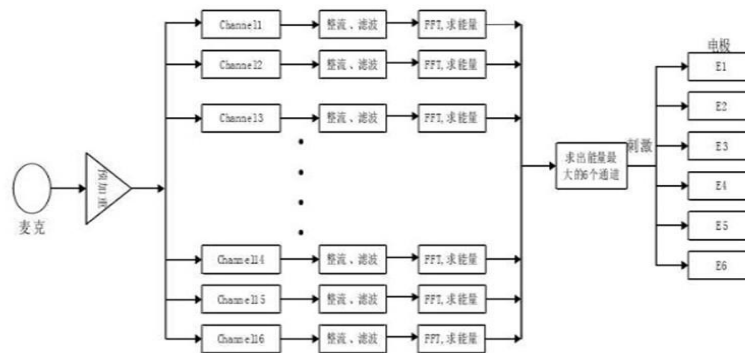 Channel1 整流、滤波 FFT,求能量
电极
Channel2 整流、滤波 FFT,求能量
E1
E2
Channel3 整流、滤波 FFT,求能量
刺激
E3
求出能量最
大的6个通道
预加重
E4
麦克
E5
Channel14 整流、滤波 FFT,求能量
E6
Channel15 整流、滤波 FFT,求能量
Channel16 整流、滤波 FFT,求能量